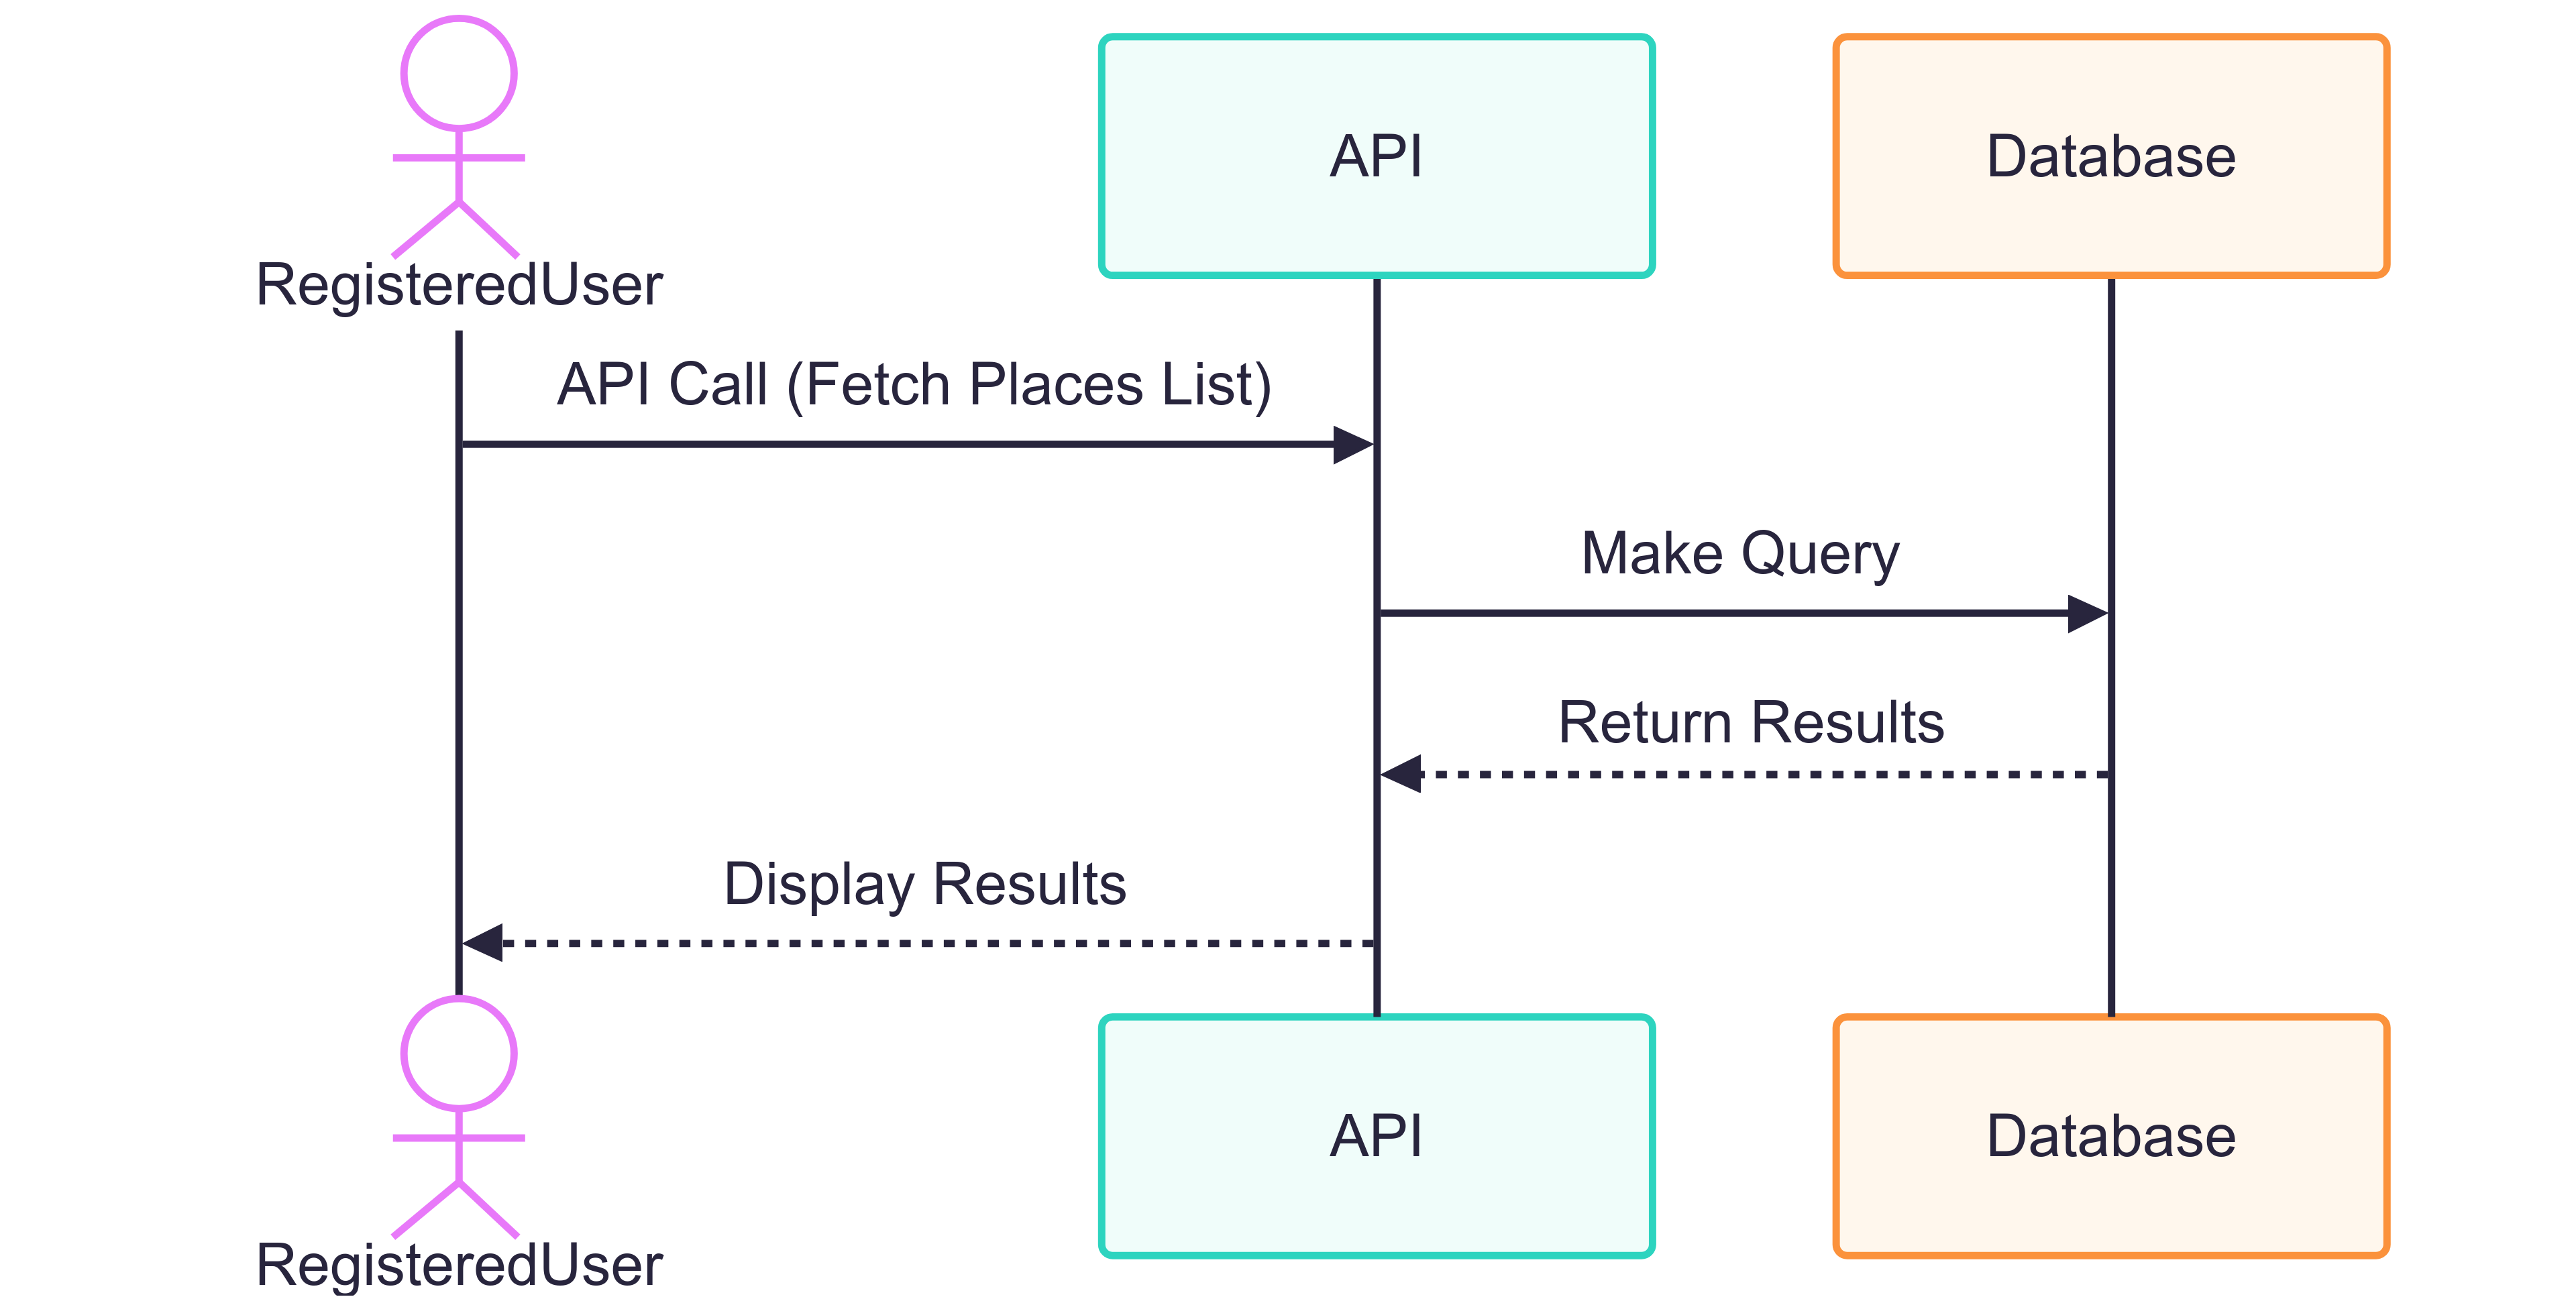 API
Database
RegisteredUser
API Call (Fetch Places List)
Make Query
Return Results
Display Results
API
Database
RegisteredUser